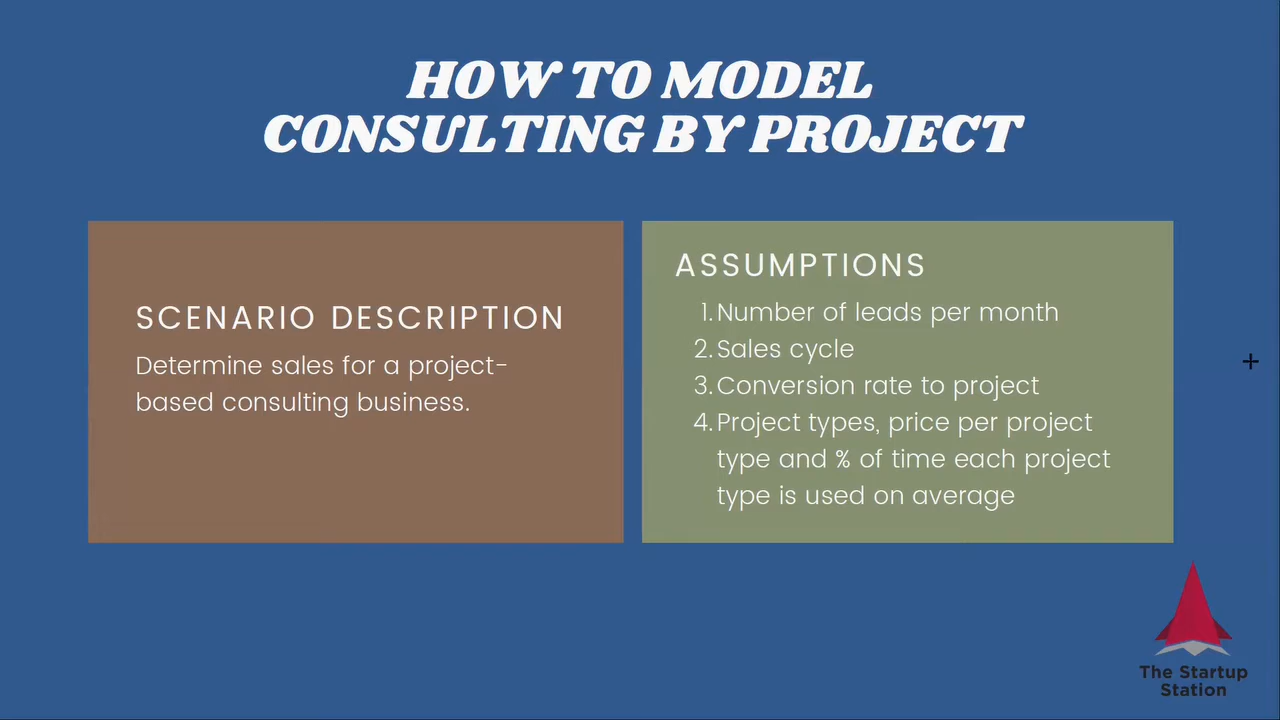 HOW TO MODEL
CONSULTING BY PROJECT
SCENARIO DESCRIPTION
Determine sales for a project-
based consulting business.
ASSUMPTIONS
1. Number of leads per month
2. Sales cycle
3. Conversion rate to project
4. Project types, price per project
type and % of time each project
type is used on average
The Startup
Station